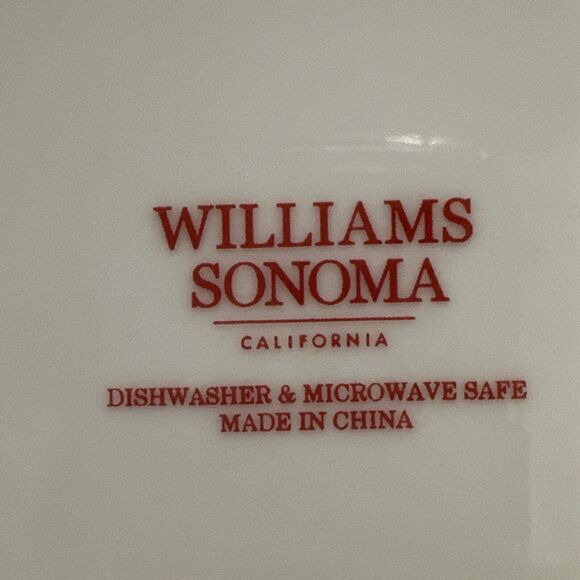 WILLIAMS
SONOMA
CALIFORNIA
DISHWASHER & MICROWAVE SAFE
MADE IN CHINA